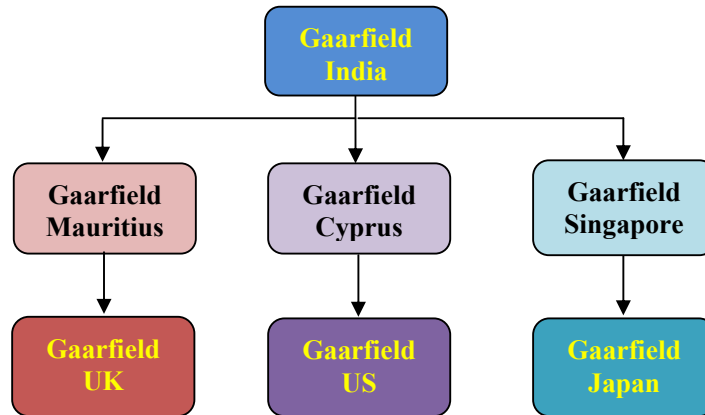 Gaarfield
India
Gaarfield
Mauritius
Gaarfield
Cyprus
Gaarfield
Singapore
Gaarfield
UK
Gaarfield
US
Gaarfield
Japan